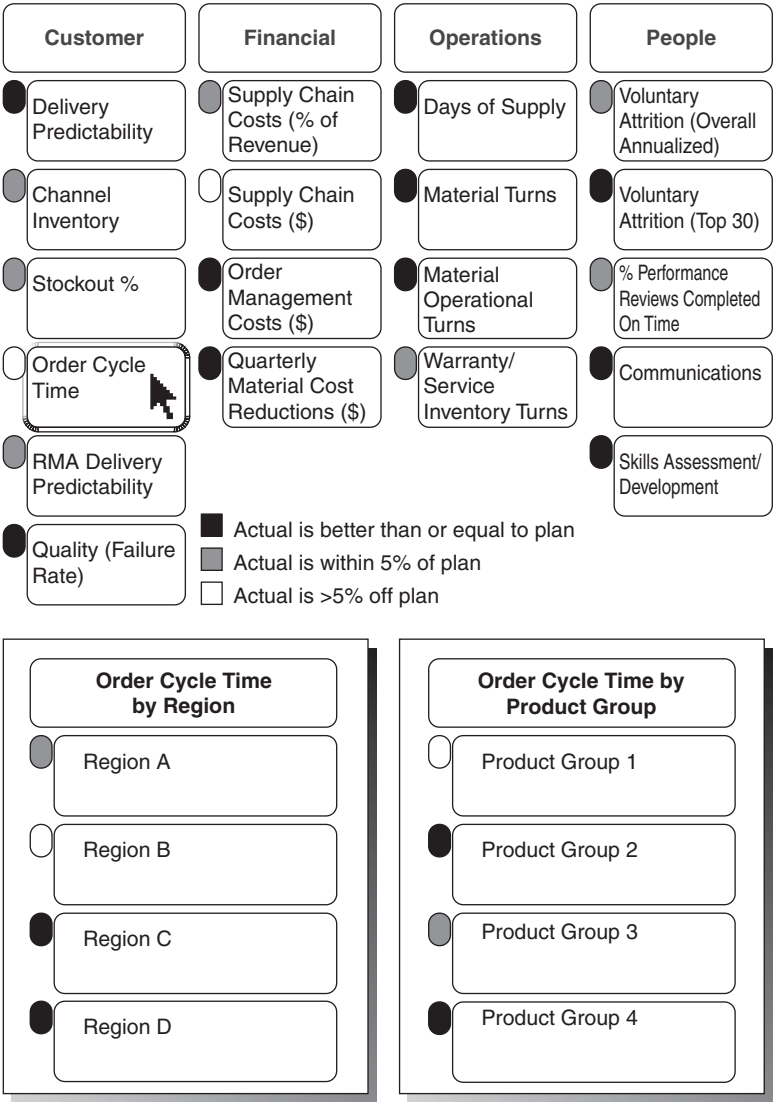 Customer
Delivery
Predictability
Channel
Inventory
Stockout %
Order Cycle
Time
RMA Delivery
Predictability
Quality (Failure
Rate)
Financial
Supply Chain
Costs (% of
Revenue)
Supply Chain
Costs ($)
Order
Management
Costs ($)
Quarterly
Material Cost
Reductions ($)
Operations
Days of Supply
Material Turns
Material
Operational
Turns
Warranty/
Service
Inventory Turns
People
Voluntary
Attrition (Overall
Annualized)
Voluntary
Attrition (Top 30)
% Performance
Reviews Completed
On Time
Communications
Skills Assessment/
Development
Actual is better than or equal to plan
Actual is within 5% of plan
Actual is >5% off plan
Order Cycle Time
by Region
Region A
Region B
Region C
Region D
Order Cycle Time by
Product Group
Product Group 1
Product Group 2
Product Group 3
Product Group 4